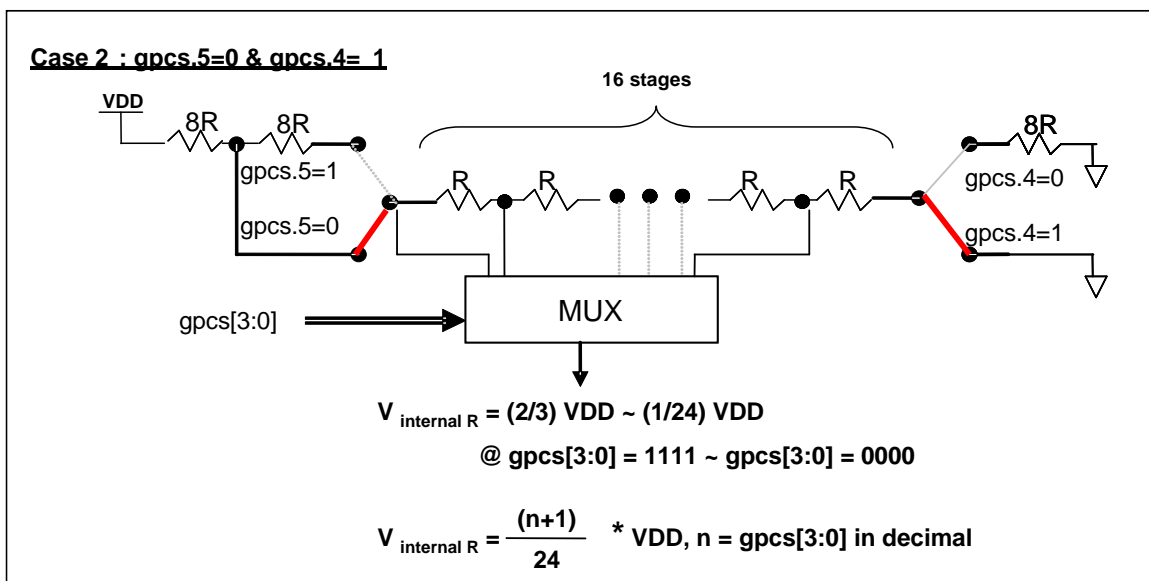 Case 2 : gpcs.5=0 & gpcs.4= 1
16 stages
VDD
8R
8R
8R
gpcs.5=1
R
R
R
R
gpcs.4=0
gpcs.5=0
gpcs.4=1
gpcs[3:0]
MUX
V internal R = (2/3) VDD ~ (1/24) VDD
@ gpcs[3:0] = 1111 ~ gpcs[3:0] = 0000
V internal R = (n+1) / 24 * VDD, n = gpcs[3:0] in decimal